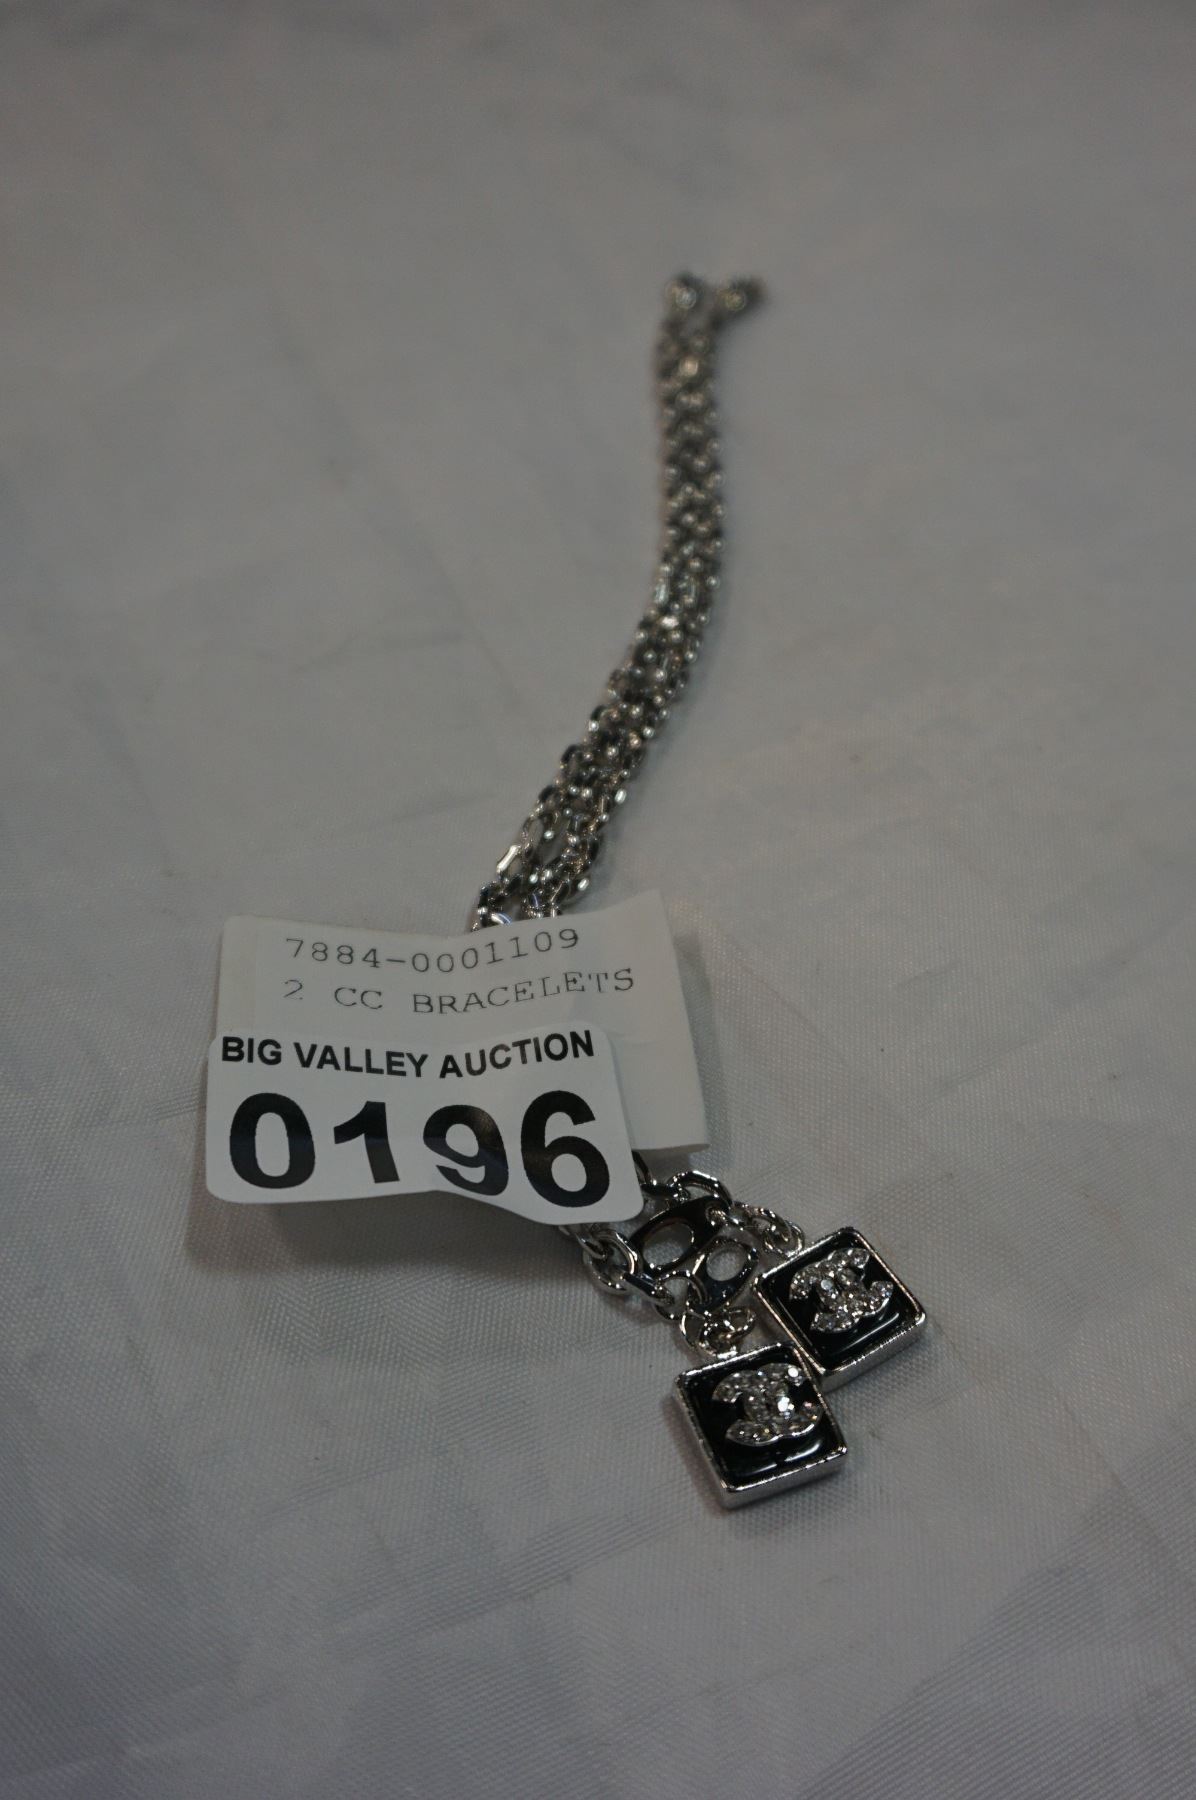 7884-0001109
2 CC BRACELETS
BIG VALLEY AUCTION
0196